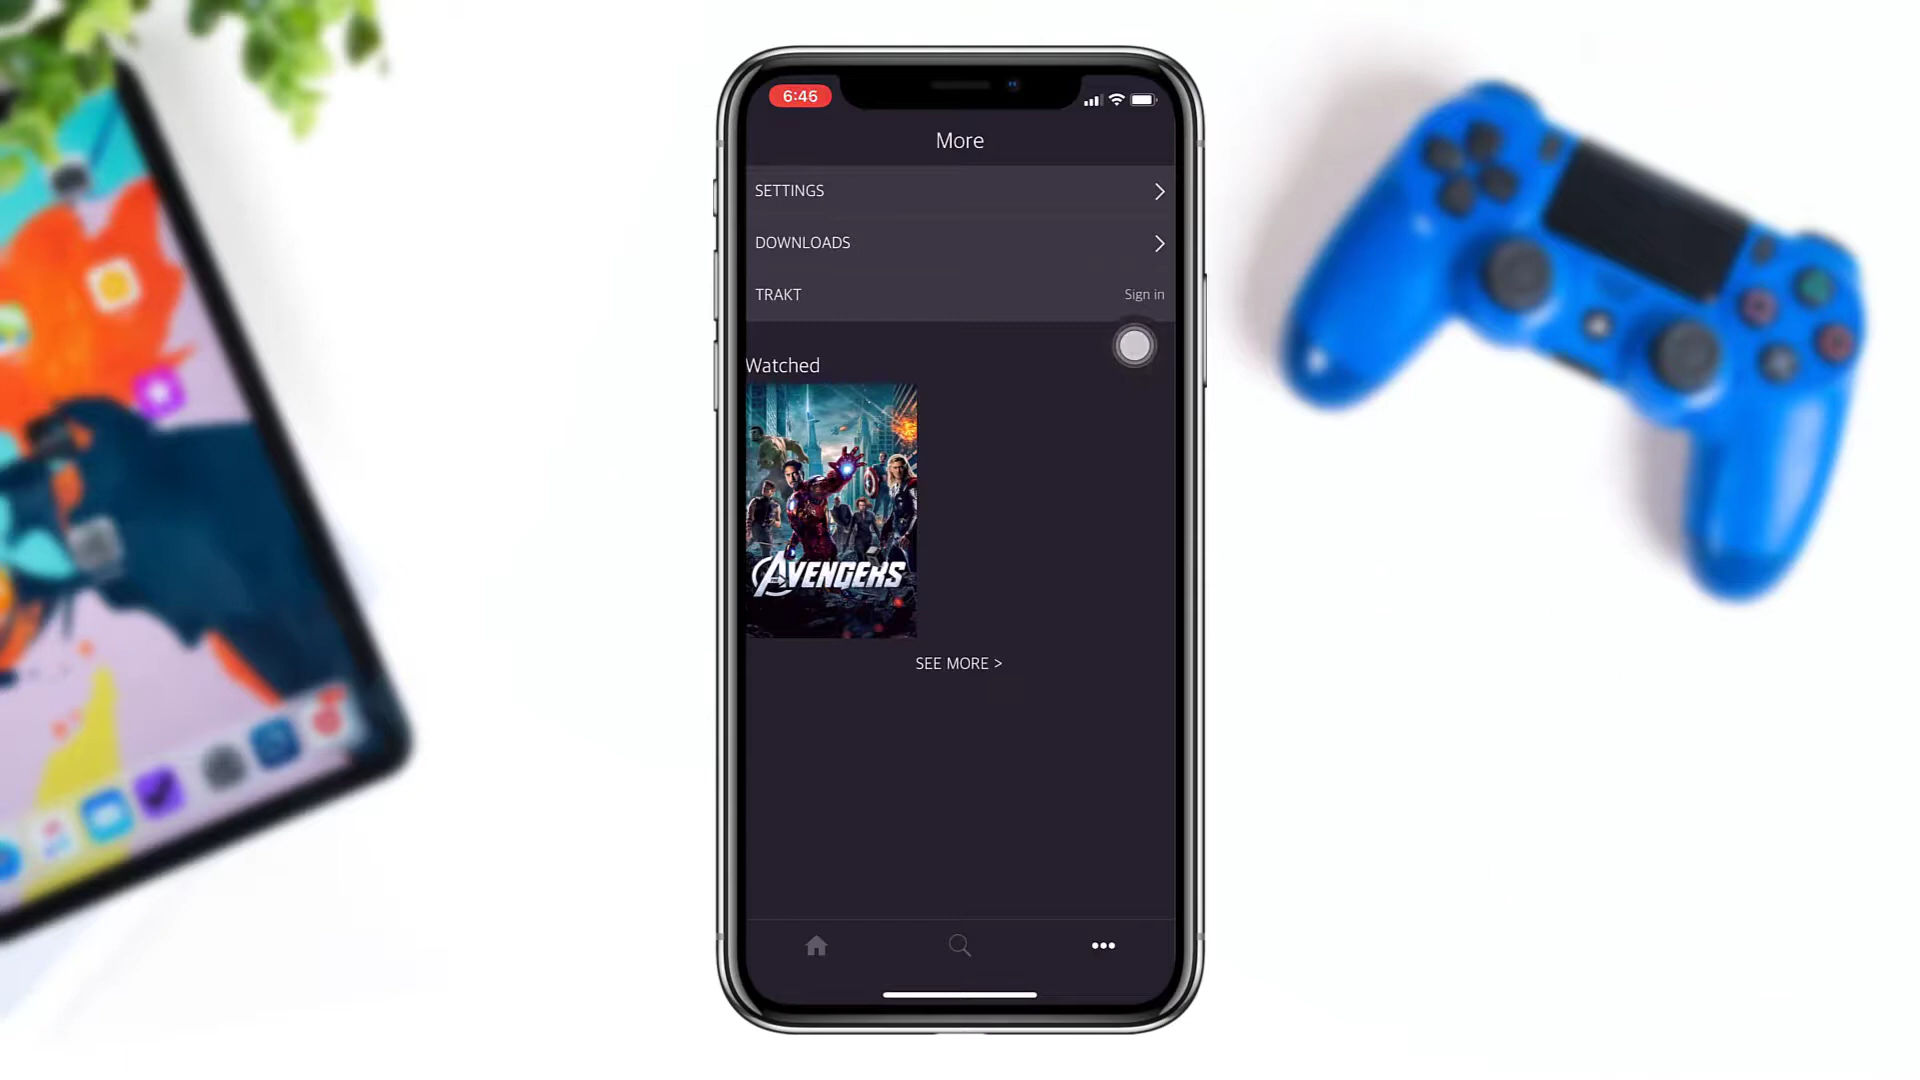 6:46
More
SETTINGS
DOWNLOADS
TRAKT
Sign in
Watched
AVENGERS
SEE MORE >